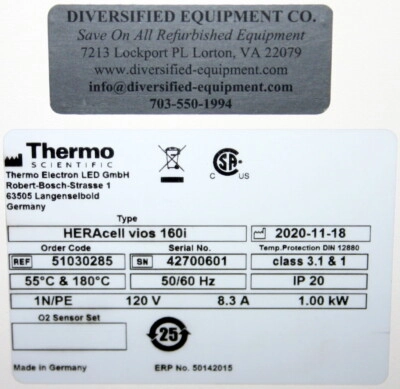 DIVERSIFIED EQUIPMENT CO.
Save On All Refurbished Equipment
7213 Lockport PL Lorton, VA 22079
www.diversified-equipment.com
info@diversified-equipment.com
703-550-1994
Thermo
SCIENTIFIC
Thermo Electron LED GmbH
Robert-Bosch-Strasse 1
63505 Langenselbold
Germany
CSA
C US
Type
HERAcell vios 160i 2020-11-18
Order Code Serial No. Temp.Protection DIN 12880
REF 51030285 SN 42700601 class 3.1 & 1
55°C & 180°C 50/60 Hz IP 20
1N/PE 120 V 8.3 A 1.00 kW
O2 Sensor Set
25
Made in Germany ERP No. 50142015